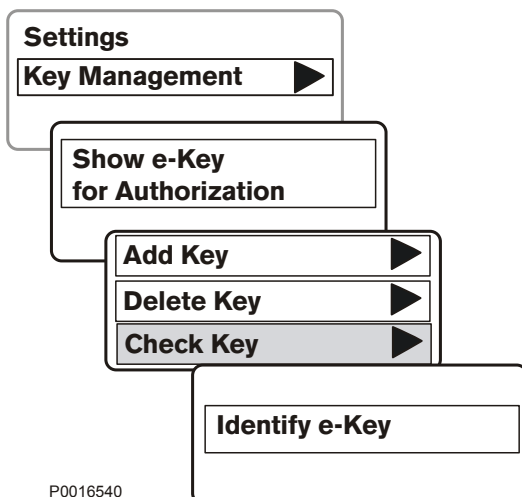 Settings
Key Management
Show e-Key
for Authorization
Add Key
Delete Key
Check Key
Identify e-Key
P0016540